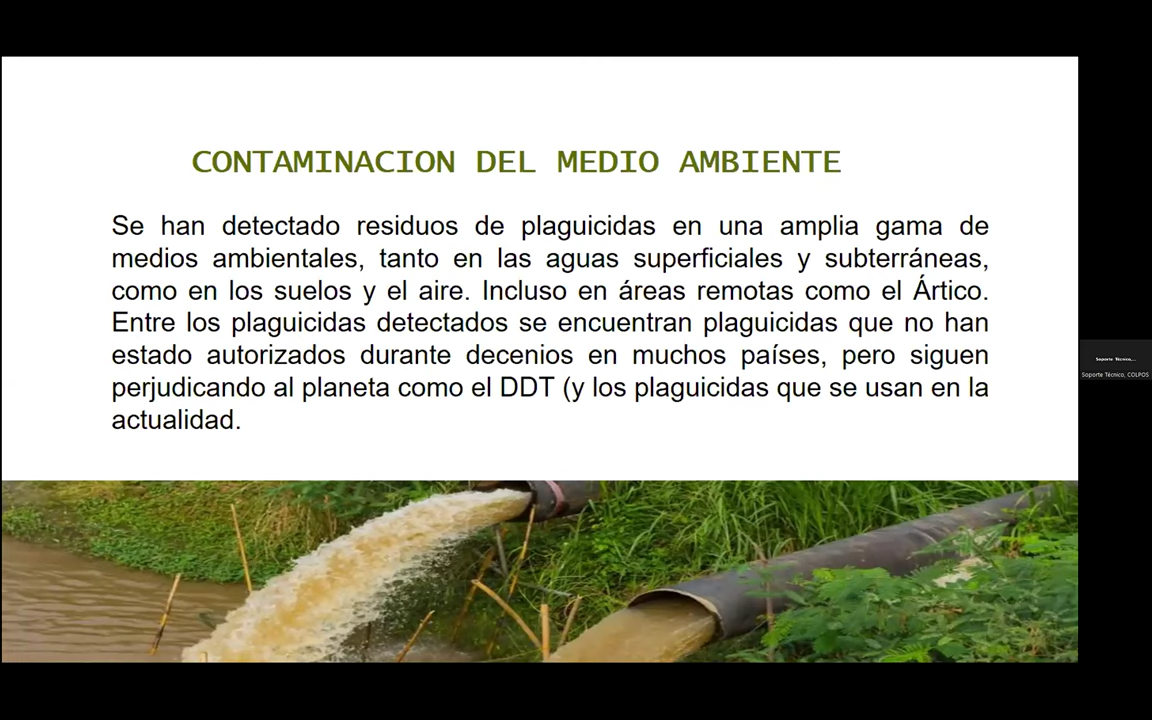 CONTAMINACION DEL MEDIO AMBIENTE
Se han detectado residuos de plaguicidas en una amplia gama de
medios ambientales, tanto en las aguas superficiales y subterráneas,
como en los suelos y el aire. Incluso en áreas remotas como el Ártico.
Entre los plaguicidas detectados se encuentran plaguicidas que no han
estado autorizados durante decenios en muchos países, pero siguen
perjudicando al planeta como el DDT (y los plaguicidas que se usan en la
actualidad.
Soporte Técnico,...
Soporte Técnico, COLPOS